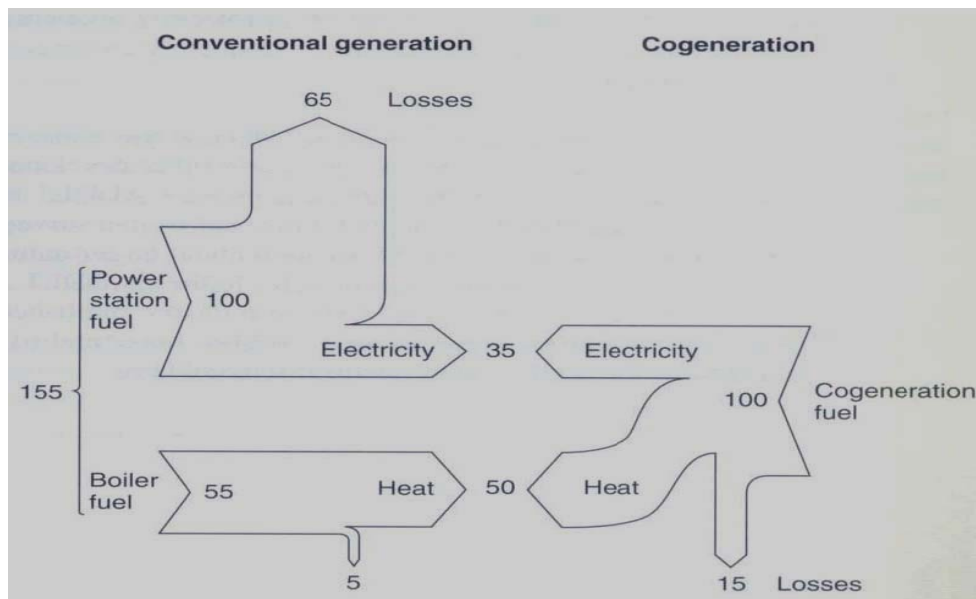 Conventional generation
Cogeneration
65 Losses
Power
station
fuel
100
Electricity
35
Electricity
155
100
Cogeneration
fuel
Boiler
fuel
55
Heat
50
Heat
5
15 Losses